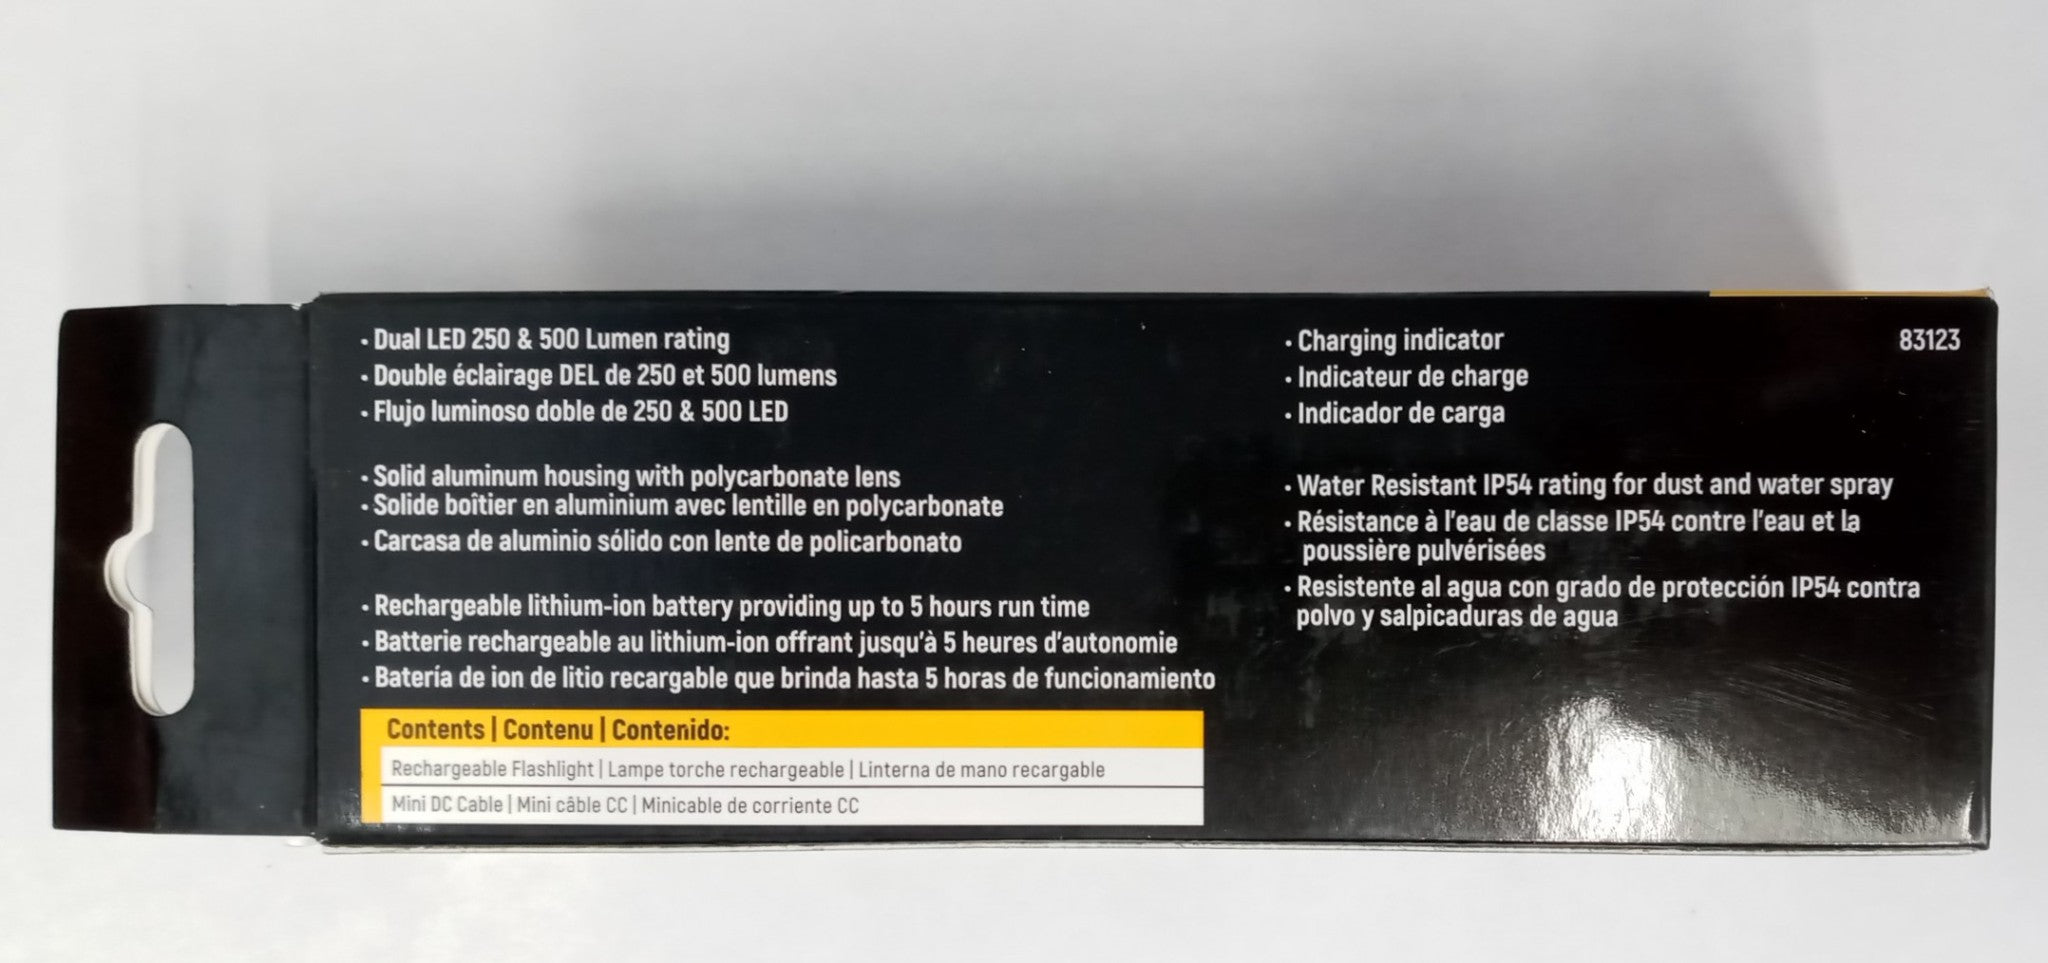 • Dual LED 250 & 500 Lumen rating
• Double éclairage DEL de 250 et 500 lumens
• Flujo luminoso doble de 250 & 500 LED
• Solid aluminum housing with polycarbonate lens
• Solide boîtier en aluminium avec lentille en polycarbonate
• Carcasa de aluminio sólido con lente de policarbonato
• Rechargeable lithium-ion battery providing up to 5 hours run time
• Batterie rechargeable au lithium-ion offrant jusqu'à 5 heures d'autonomie
• Batería de ion de litio recargable que brinda hasta 5 horas de funcionamiento
Contents | Contenu | Contenido:
Rechargeable Flashlight | Lampe torche rechargeable | Linterna de mano recargable
Mini DC Cable | Mini câble CC | Minicable de corriente CC
• Charging indicator
• Indicateur de charge
• Indicador de carga
• Water Resistant IP54 rating for dust and water spray
• Résistance à l'eau de classe IP54 contre l'eau et la
poussière pulvérisées
• Resistente al agua con grado de protección IP54 contra
polvo y salpicaduras de agua
83123